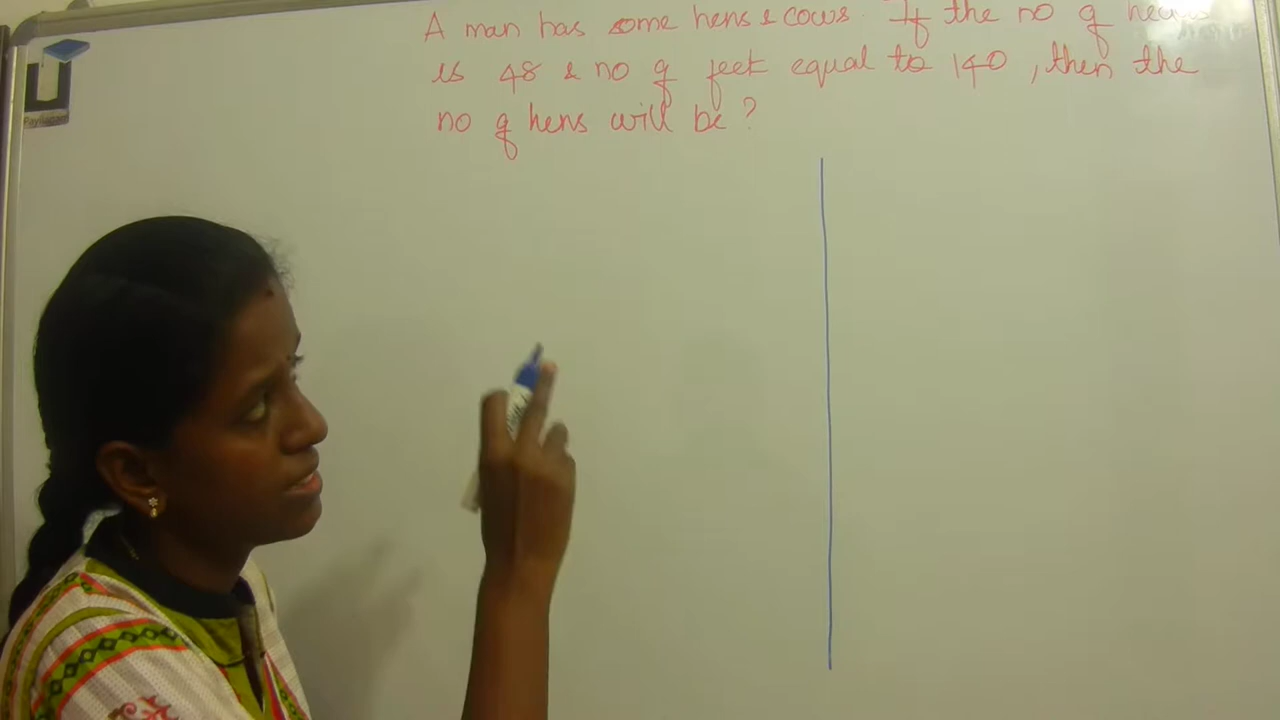 A man has some hens & cows. If the no of heads
is 48 & no of feet equal to 140, then the
no of hens will be?